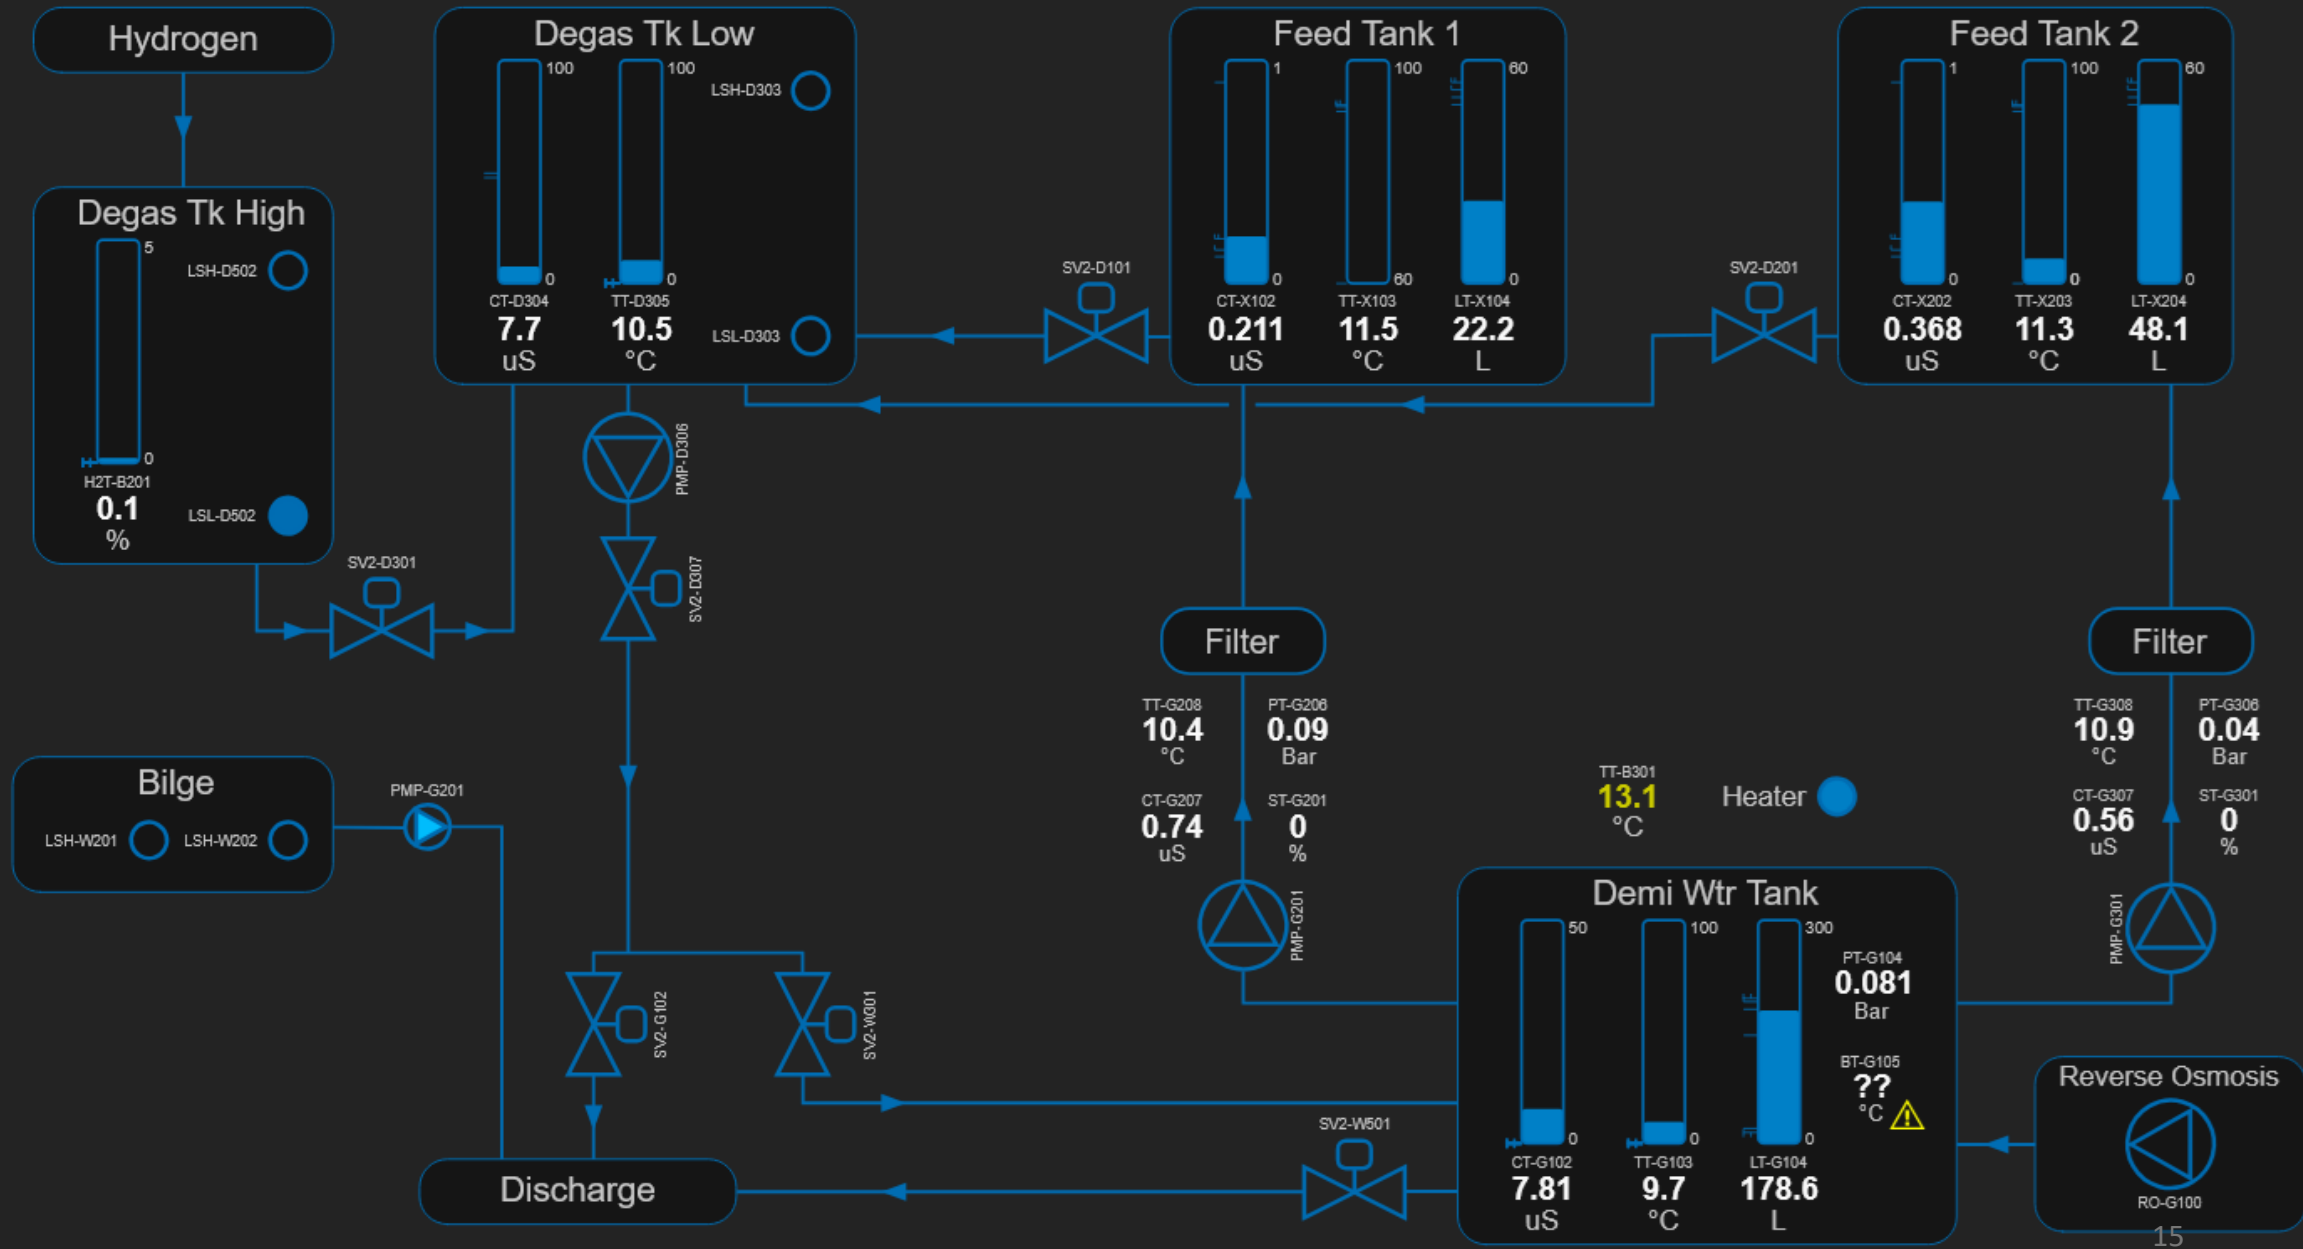 Hydrogen
Degas Tk High
5
0
H2T-B201
0.1
%
LSH-D502
LSL-D502
SV2-D301
Degas Tk Low
100
0
CT-D304
7.7
uS
100
0
TT-D305
10.5
°C
LSH-D303
LSL-D303
PMP-D306
SV2-D307
SV2-D101
Feed Tank 1
1
0
CT-X102
0.211
uS
100
60
TT-X103
11.5
°C
60
0
LT-X104
22.2
L
SV2-D201
Feed Tank 2
1
0
CT-X202
0.368
uS
100
0
TT-X203
11.3
°C
60
0
LT-X204
48.1
L
Filter
TT-G208
10.4
°C
PT-G206
0.09
Bar
CT-G207
0.74
uS
ST-G201
0
%
PMP-G201
Filter
TT-G308
10.9
°C
PT-G306
0.04
Bar
CT-G307
0.56
uS
ST-G301
0
%
PMP-G301
TT-B301
13.1
°C
Heater
Bilge
LSH-W201
LSH-W202
PMP-G201
SV2-G102
SV2-W301
Discharge
SV2-W501
Demi Wtr Tank
50
0
CT-G102
7.81
uS
100
0
TT-G103
9.7
°C
300
0
LT-G104
178.6
L
PT-G104
0.081
Bar
BT-G105
??
°C
Reverse Osmosis
RO-G100
15